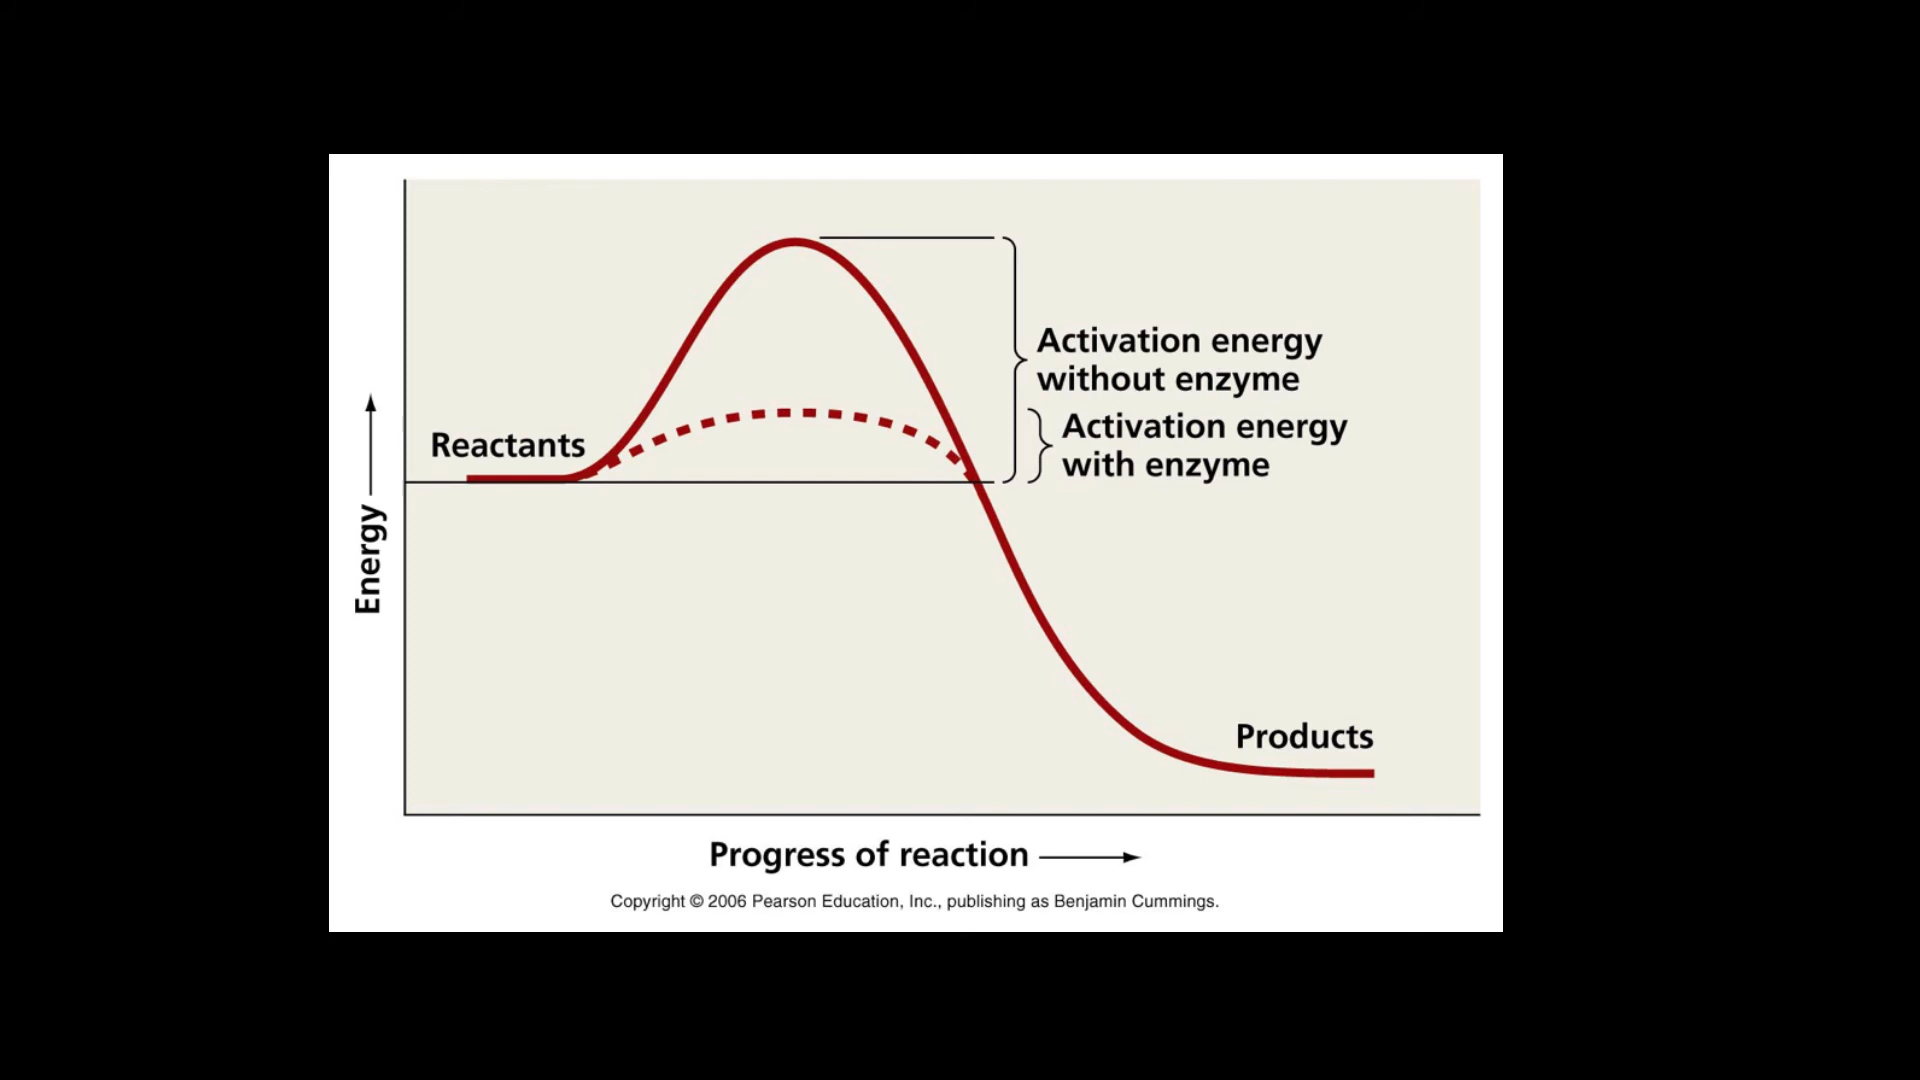 Activation energy
without enzyme
Activation energy
with enzyme
Reactants
Energy
Products
Progress of reaction
Copyright © 2006 Pearson Education, Inc., publishing as Benjamin Cummings.